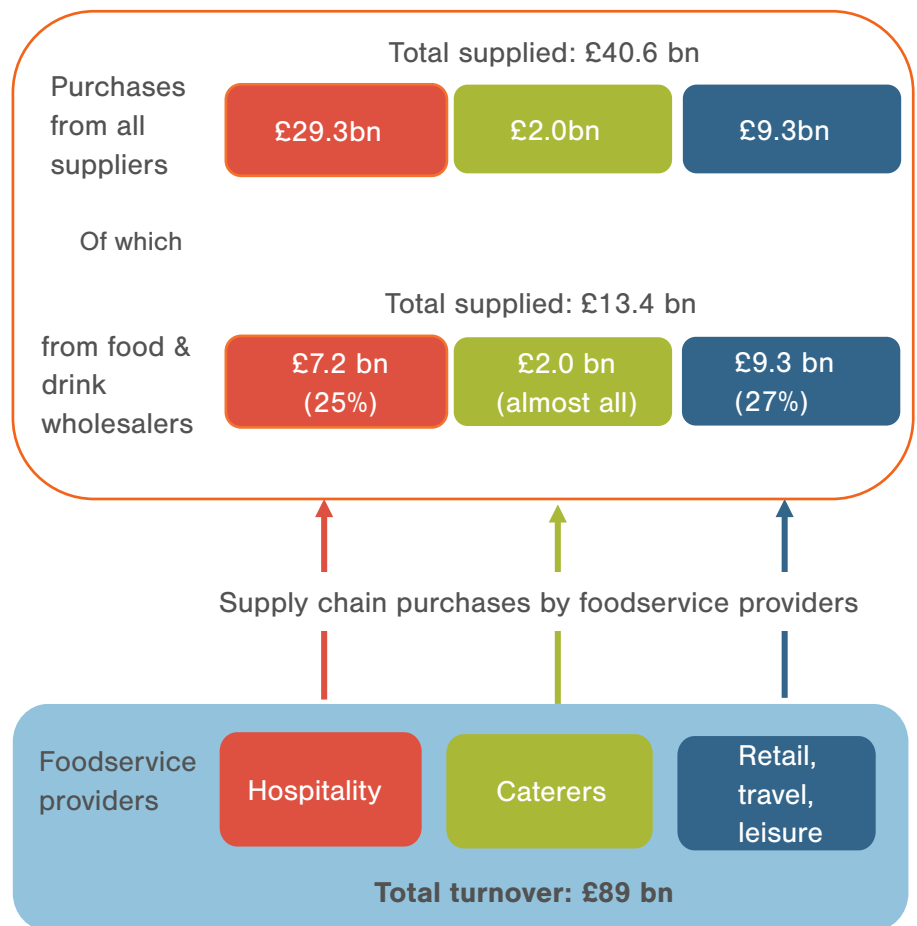 Total supplied: £40.6 bn
Purchases
from all
suppliers
£29.3bn
£2.0bn
£9.3bn
Of which
Total supplied: £13.4 bn
from food &
drink
wholesalers
£7.2 bn
(25%)
£2.0 bn
(almost all)
£9.3 bn
(27%)
Supply chain purchases by foodservice providers
Foodservice
providers
Hospitality
Caterers
Retail,
travel,
leisure
Total turnover: £89 bn